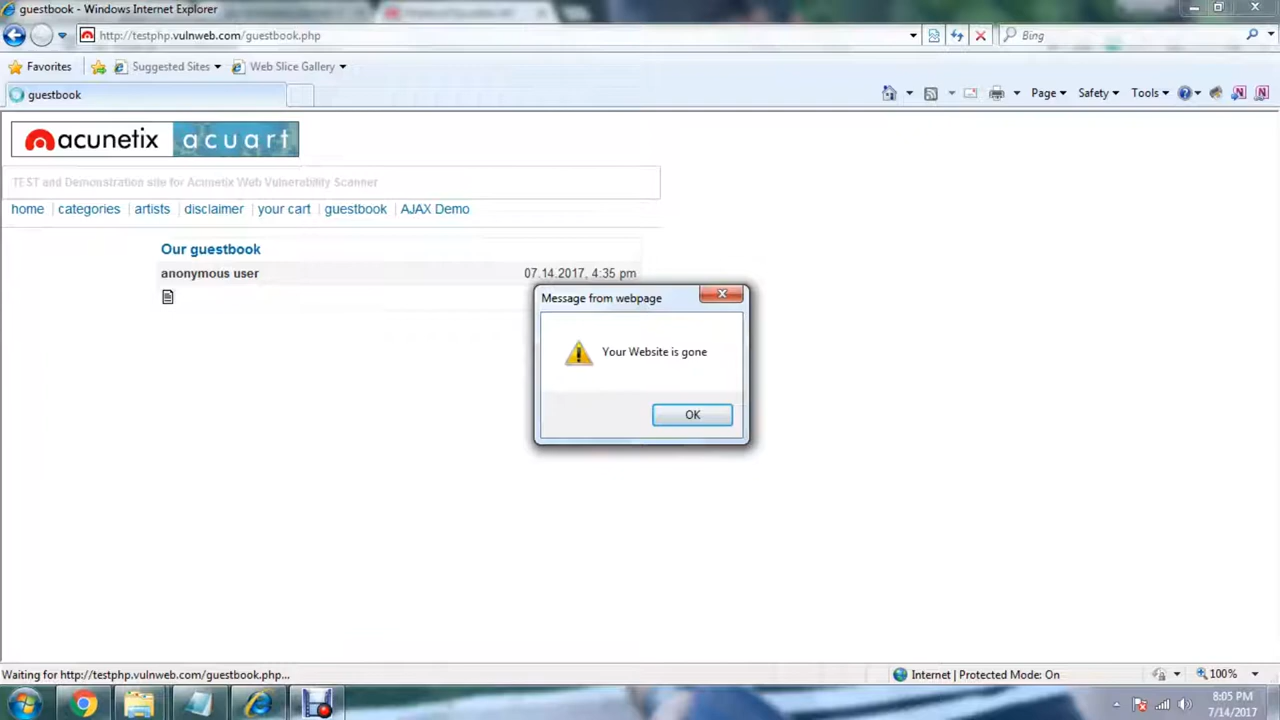 guestbook - Windows Internet Explorer
http://testphp.vulnweb.com/guestbook.php
Bing
Favorites
Suggested Sites
Web Slice Gallery
guestbook
Page
Safety
Tools
acunetix acuart
TEST and Demonstration site for Acunetix Web Vulnerability Scanner
home | categories | artists | disclaimer | your cart | guestbook | AJAX Demo
Our guestbook
anonymous user 07.14.2017, 4:35 pm
Message from webpage
Your Website is gone
OK
Waiting for http://testphp.vulnweb.com/guestbook.php...
Internet | Protected Mode: On
100%
8:05 PM
7/14/2017